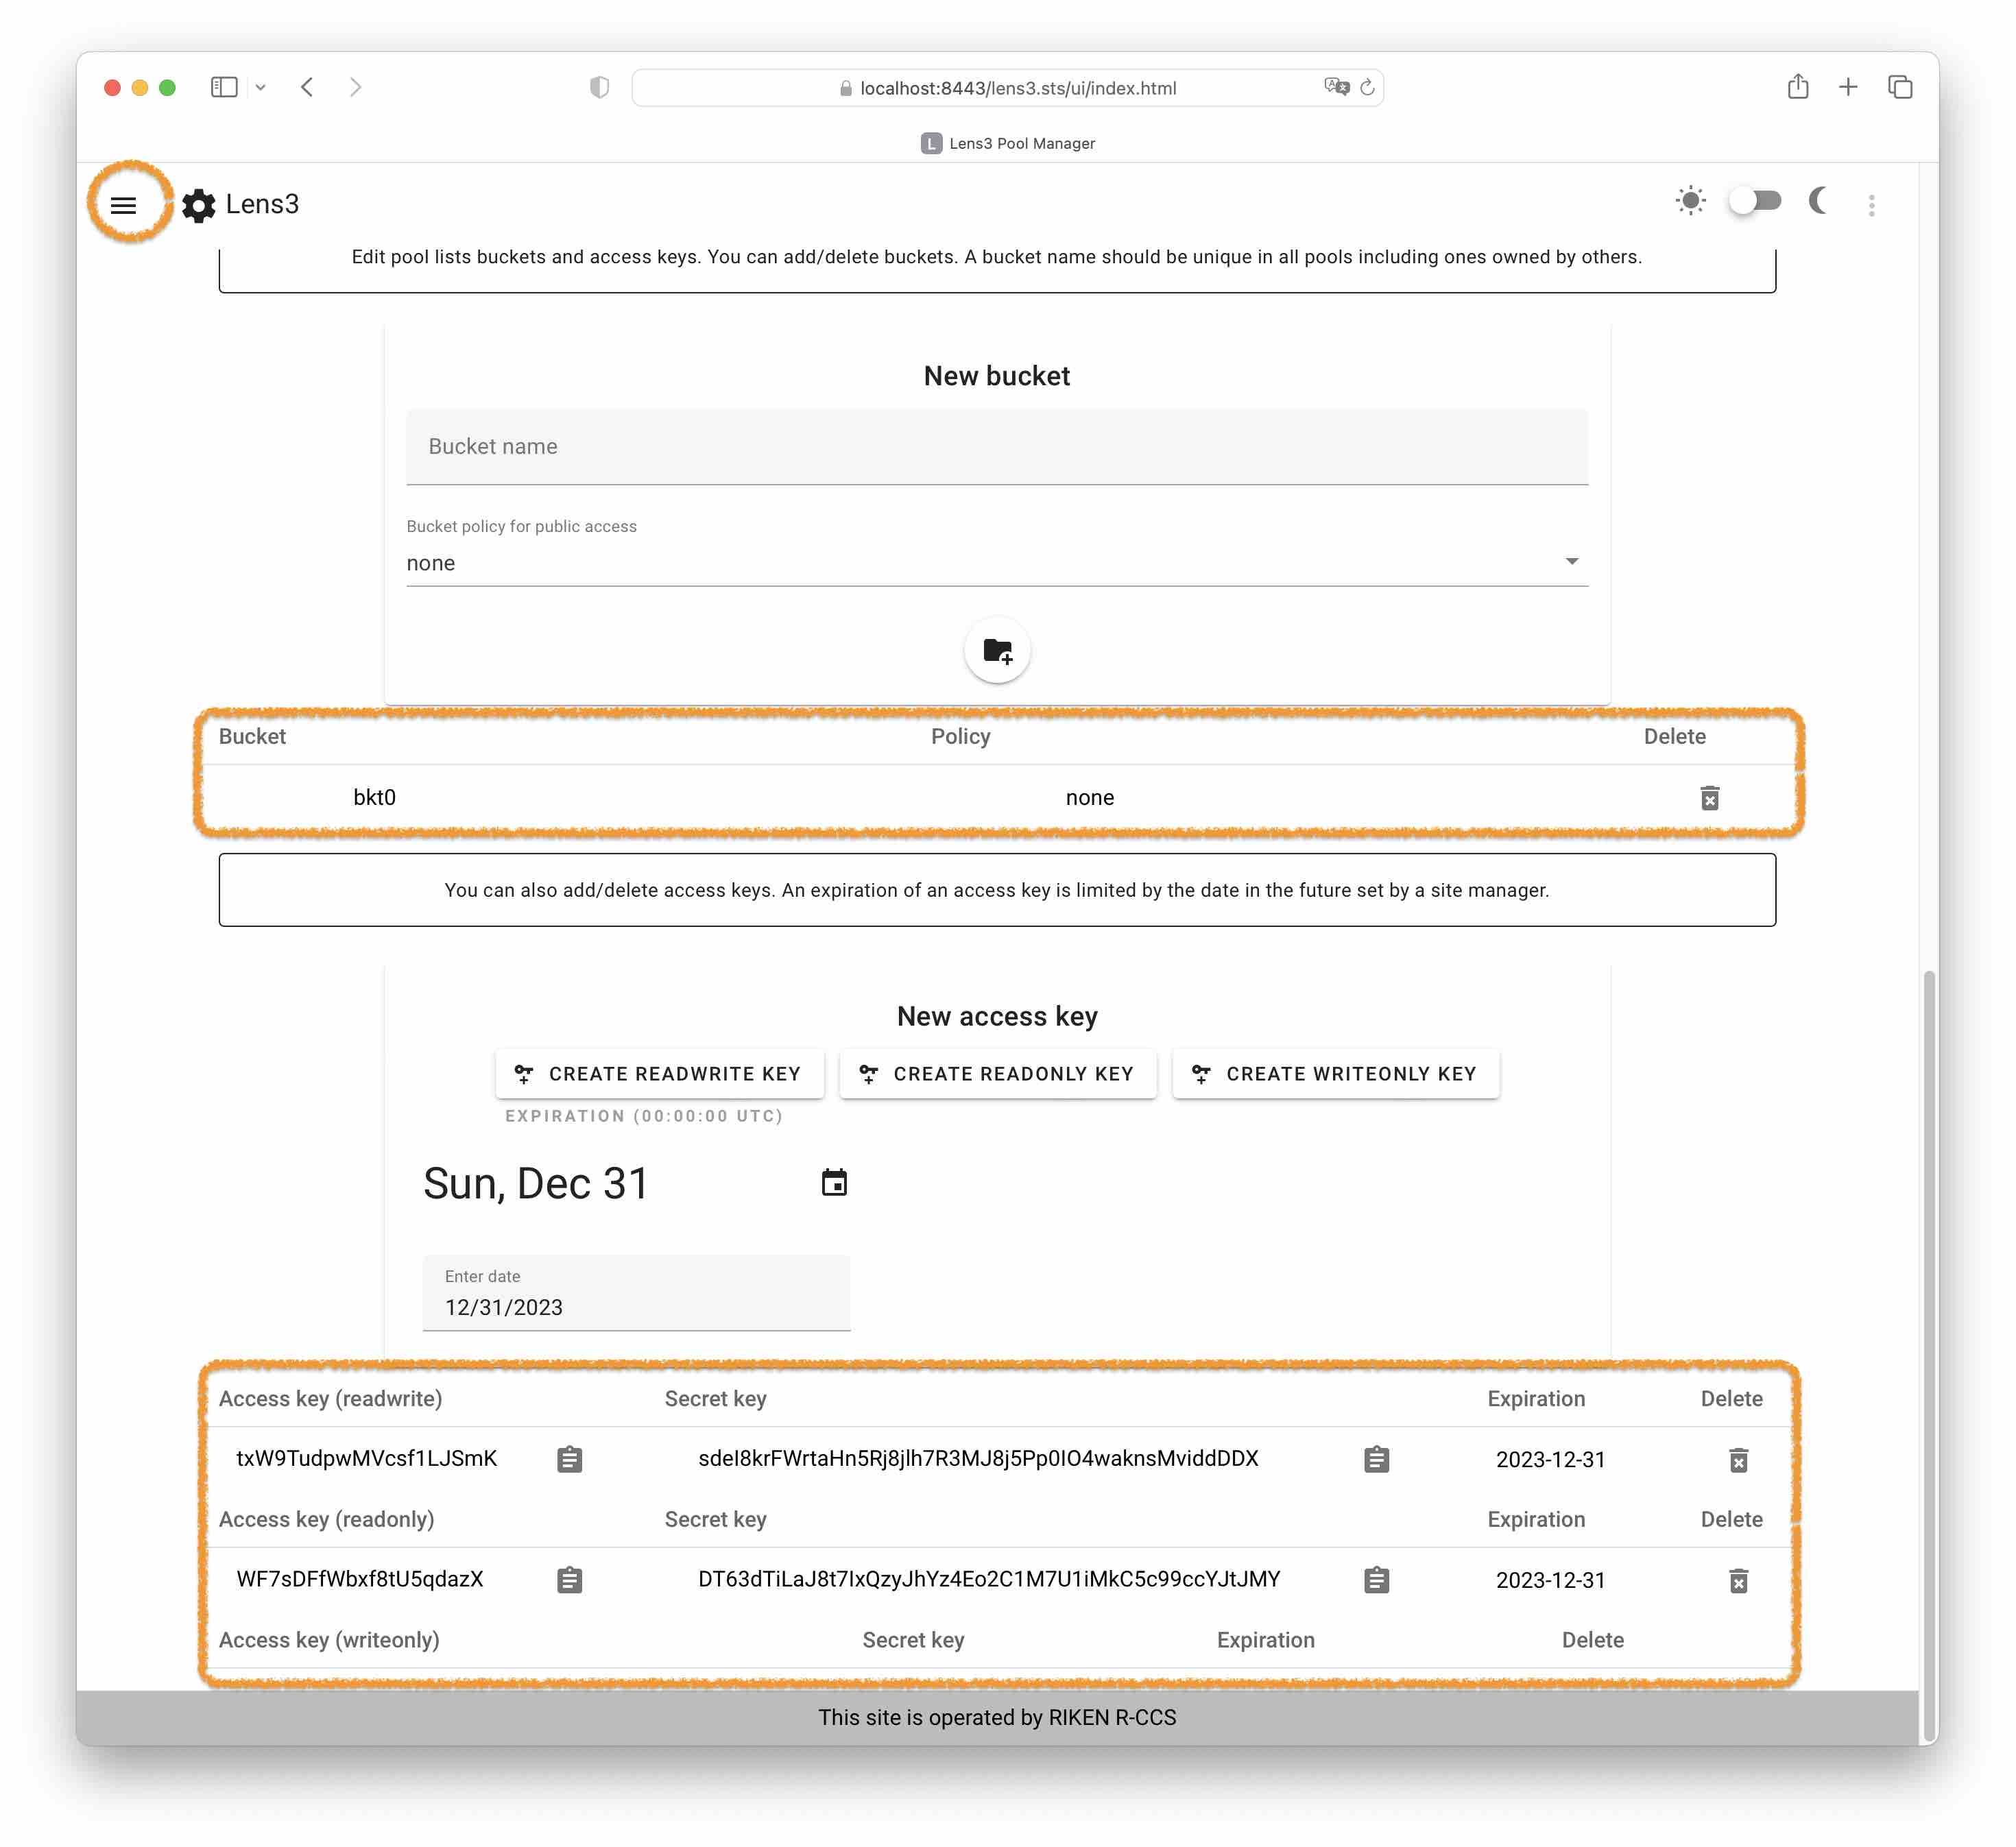 localhost:8443/lens3.sts/ui/index.html
L Lens3 Pool Manager
Lens3
Edit pool lists buckets and access keys. You can add/delete buckets. A bucket name should be unique in all pools including ones owned by others.
New bucket
Bucket name
Bucket policy for public access
none
Bucket Policy Delete
bkt0 none
You can also add/delete access keys. An expiration of an access key is limited by the date in the future set by a site manager.
New access key
CREATE READWRITE KEY CREATE READONLY KEY CREATE WRITEONLY KEY
EXPIRATION (00:00:00 UTC)
Sun, Dec 31
Enter date
12/31/2023
Access key (readwrite) Secret key Expiration Delete
txW9TudpwMVcsf1LJSmK sdeI8krFWrtaHn5Rj8jlh7R3MJ8j5Pp0IO4waknsMviddDDX 2023-12-31
Access key (readonly) Secret key Expiration Delete
WF7sDFfWbxf8tU5qdazX DT63dTiLaJ8t7IxQzyJhYz4Eo2C1M7U1iMkC5c99ccYJtJMY 2023-12-31
Access key (writeonly) Secret key Expiration Delete
This site is operated by RIKEN R-CCS